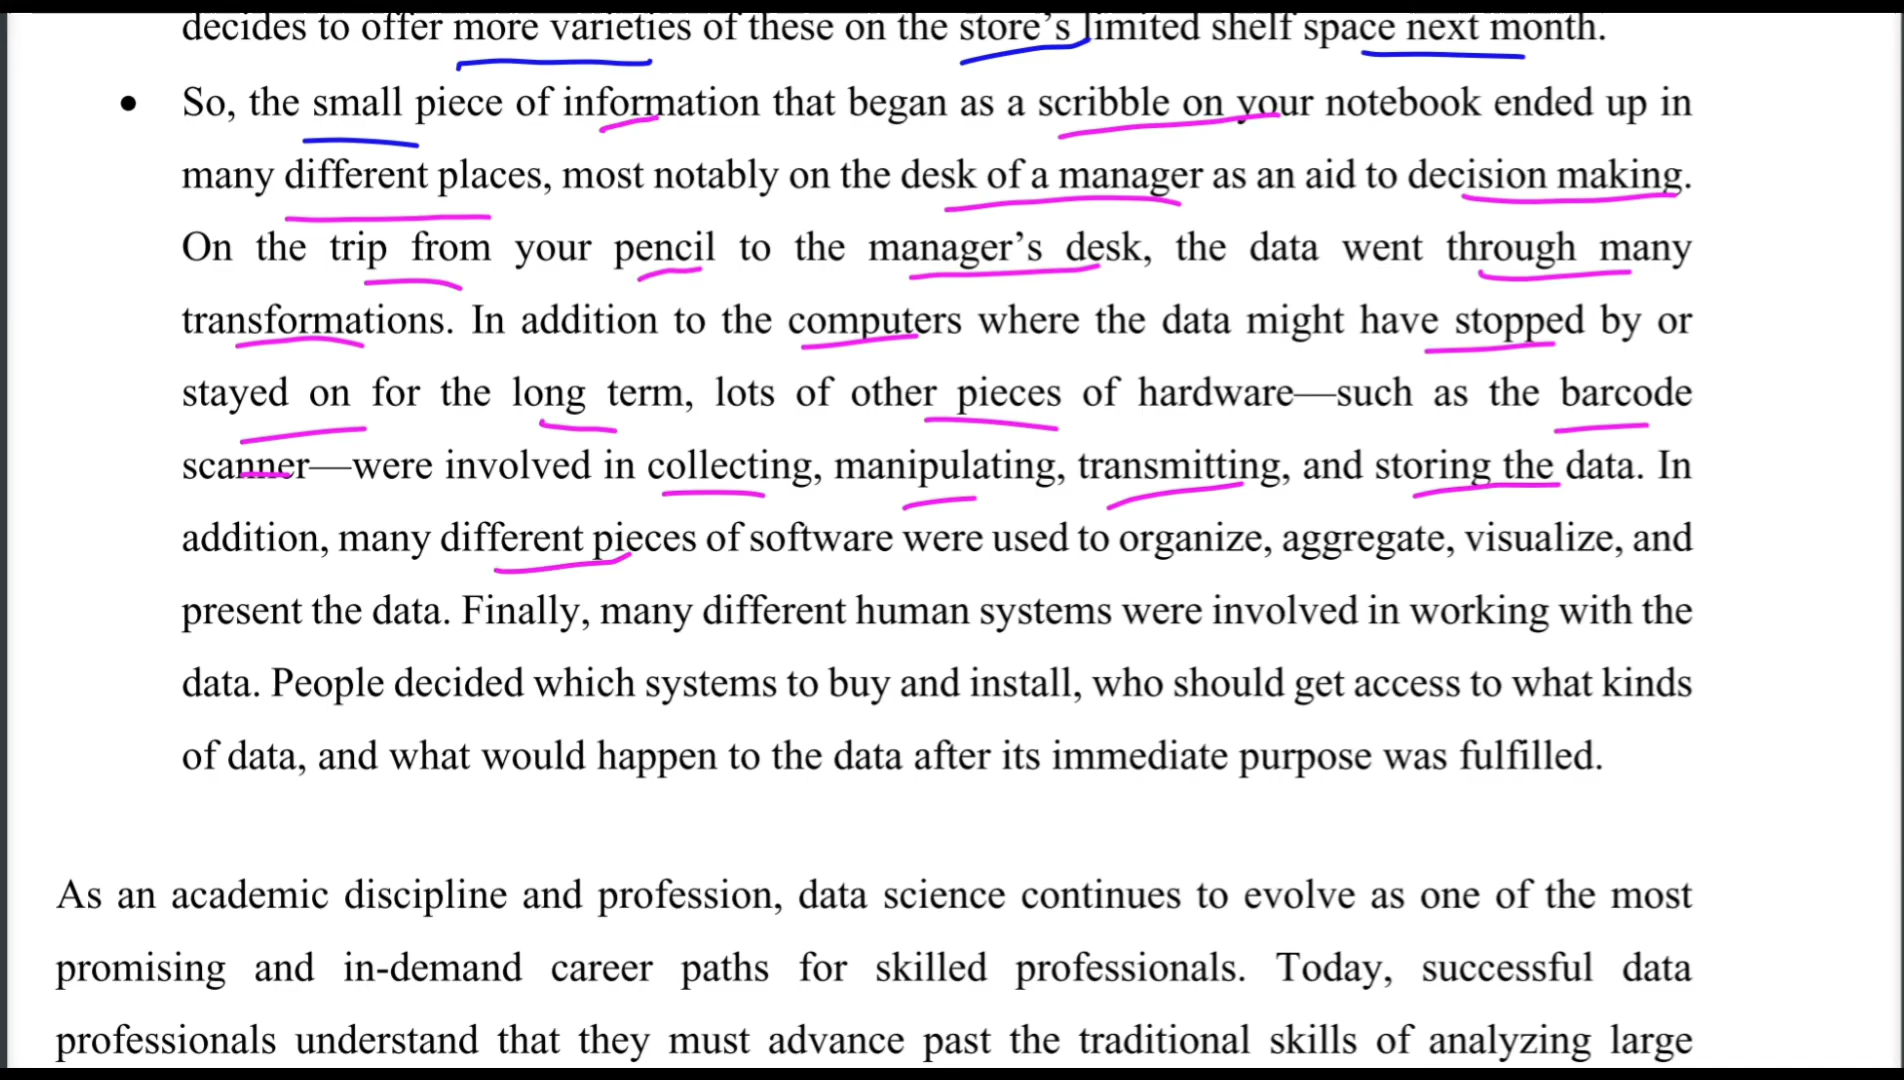 decides to offer more varieties of these on the store’s limited shelf space next month.
• So, the small piece of information that began as a scribble on your notebook ended up in
many different places, most notably on the desk of a manager as an aid to decision making.
On the trip from your pencil to the manager’s desk, the data went through many
transformations. In addition to the computers where the data might have stopped by or
stayed on for the long term, lots of other pieces of hardware—such as the barcode
scanner—were involved in collecting, manipulating, transmitting, and storing the data. In
addition, many different pieces of software were used to organize, aggregate, visualize, and
present the data. Finally, many different human systems were involved in working with the
data. People decided which systems to buy and install, who should get access to what kinds
of data, and what would happen to the data after its immediate purpose was fulfilled.
As an academic discipline and profession, data science continues to evolve as one of the most
promising and in-demand career paths for skilled professionals. Today, successful data
professionals understand that they must advance past the traditional skills of analyzing large